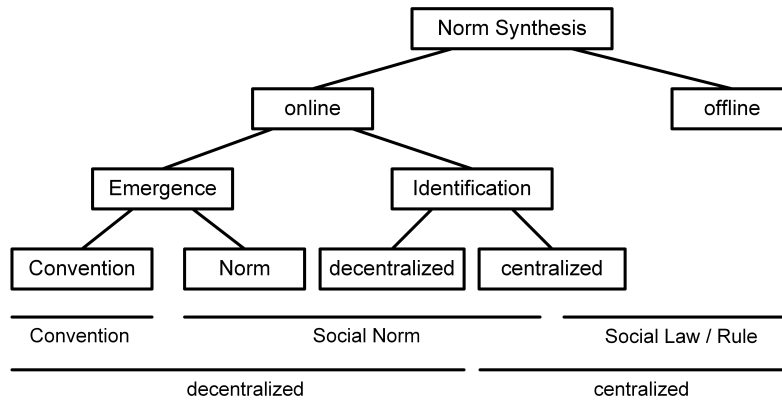 Norm Synthesis
online
offline
Emergence
Identification
Convention
Norm
decentralized
centralized
Convention
Social Norm
Social Law / Rule
decentralized
centralized